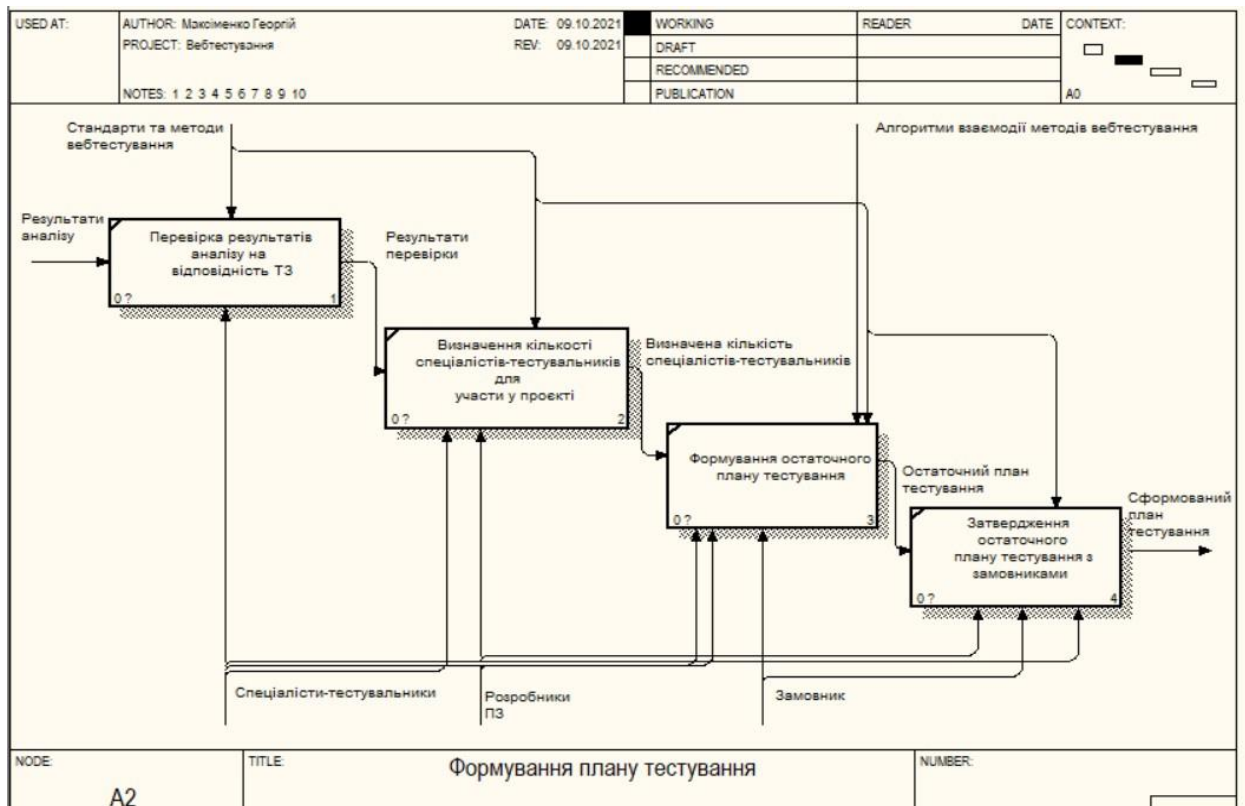 USED AT:
AUTHOR: Максіменко Георгій
DATE: 09.10.2021
PROJECT: Вебтестування
REV: 09.10.2021
NOTES: 1 2 3 4 5 6 7 8 9 10
WORKING
DRAFT
RECOMMENDED
PUBLICATION
READER
DATE
CONTEXT:
A0
Стандарти та методи
вебтестування
Алгоритми взаємодії методів вебтестування
Результати
аналізу
Перевірка результатів
аналізу на
відповідність ТЗ
0 ?
1
Результати
перевірки
Визначення кількості
спеціалістів-тестувальників
для
участи у проєкті
0 ?
2
Визначена кількість
спеціалістів-тестувальників
Формування остаточного
плану тестування
0 ?
3
Остаточний план
тестування
Затвердження
остаточного
плану тестування з
замовниками
0 ?
4
Сформований
план
тестування
Спеціалісти-тестувальники
Розробники
ПЗ
Замовник
NODE:
A2
TITLE:
Формування плану тестування
NUMBER: